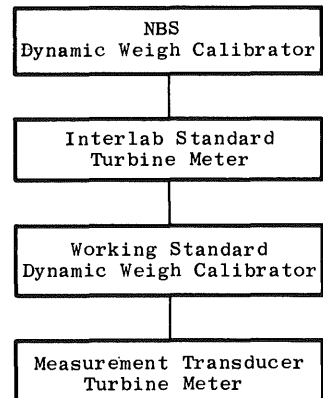 NBS
Dynamic Weigh Calibrator
Interlab Standard
Turbine Meter
Working Standard
Dynamic Weigh Calibrator
Measurement Transducer
Turbine Meter